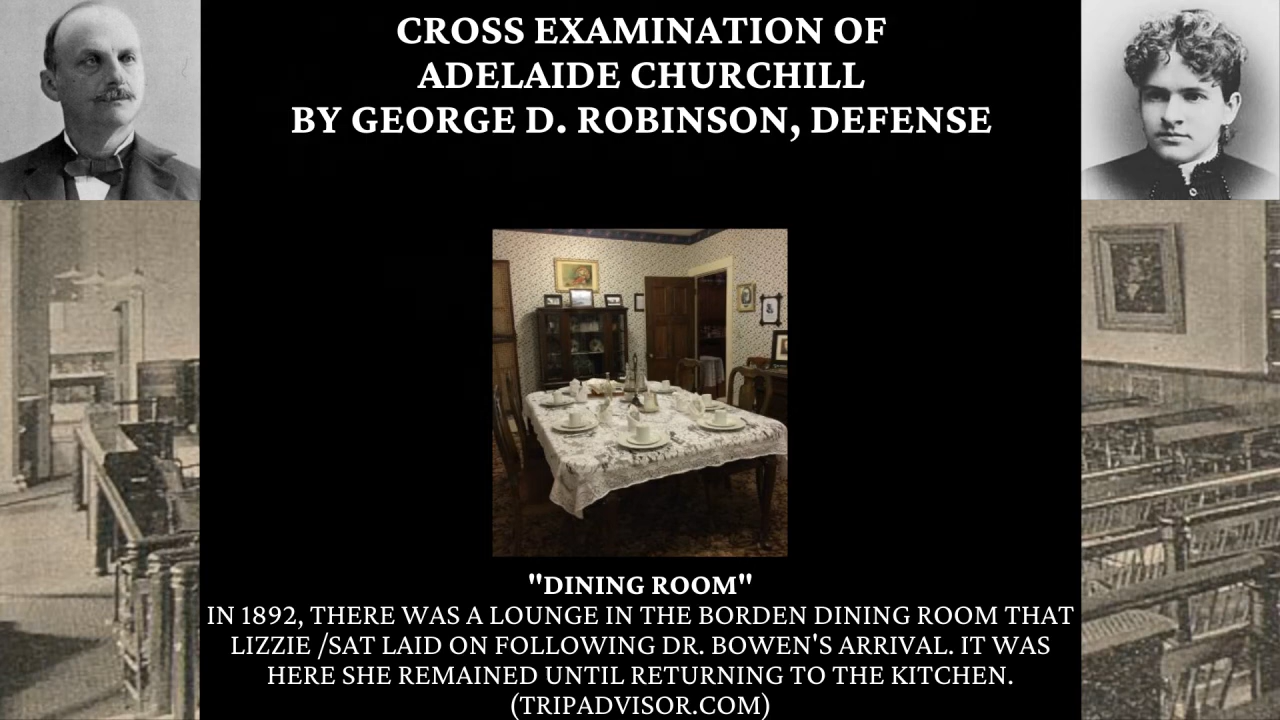 CROSS EXAMINATION OF
ADELAIDE CHURCHILL
BY GEORGE D. ROBINSON, DEFENSE
"DINING ROOM"
IN 1892, THERE WAS A LOUNGE IN THE BORDEN DINING ROOM THAT
LIZZIE /SAT LAID ON FOLLOWING DR. BOWEN'S ARRIVAL. IT WAS
HERE SHE REMAINED UNTIL RETURNING TO THE KITCHEN.
(TRIPADVISOR.COM)